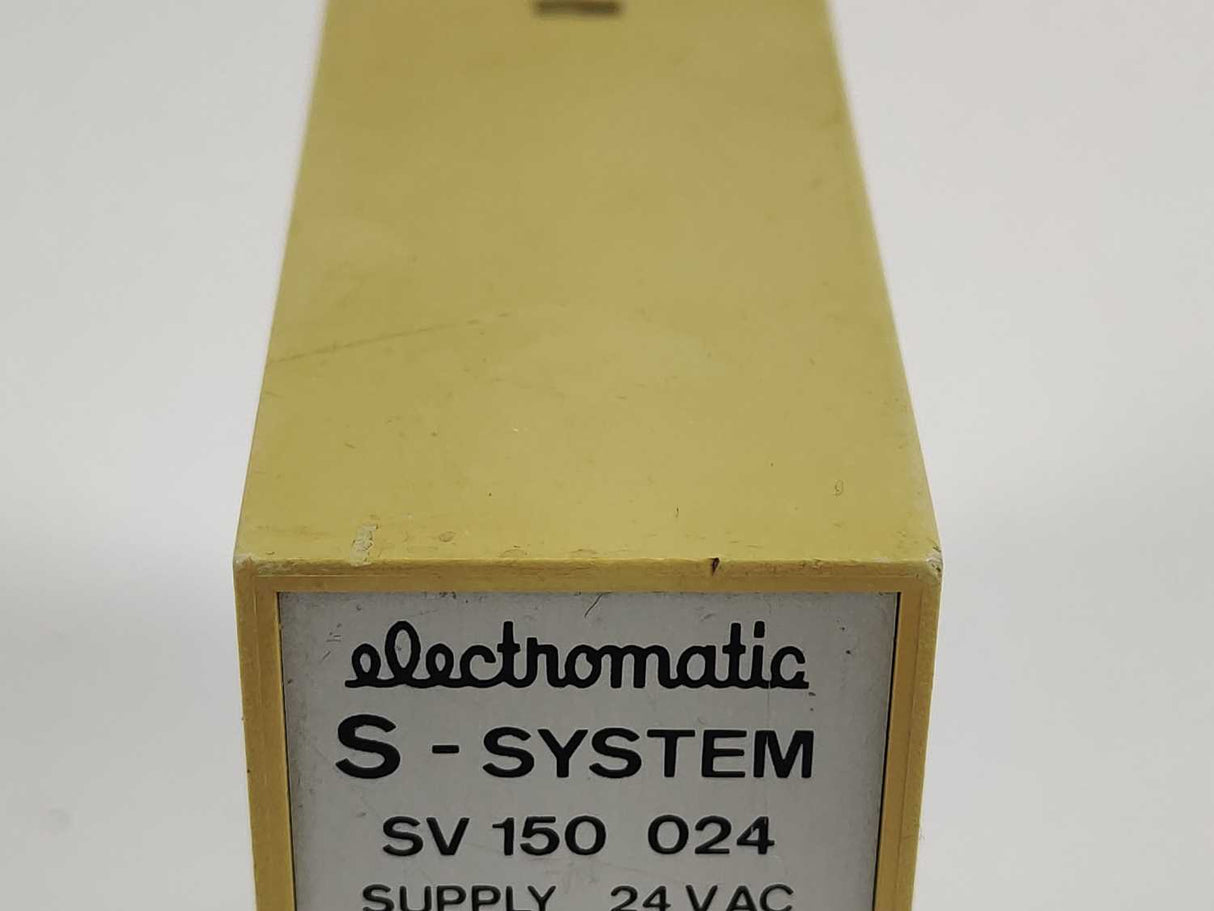 electromatic
S - SYSTEM
SV 150 024
SUPPLY 24 VAC